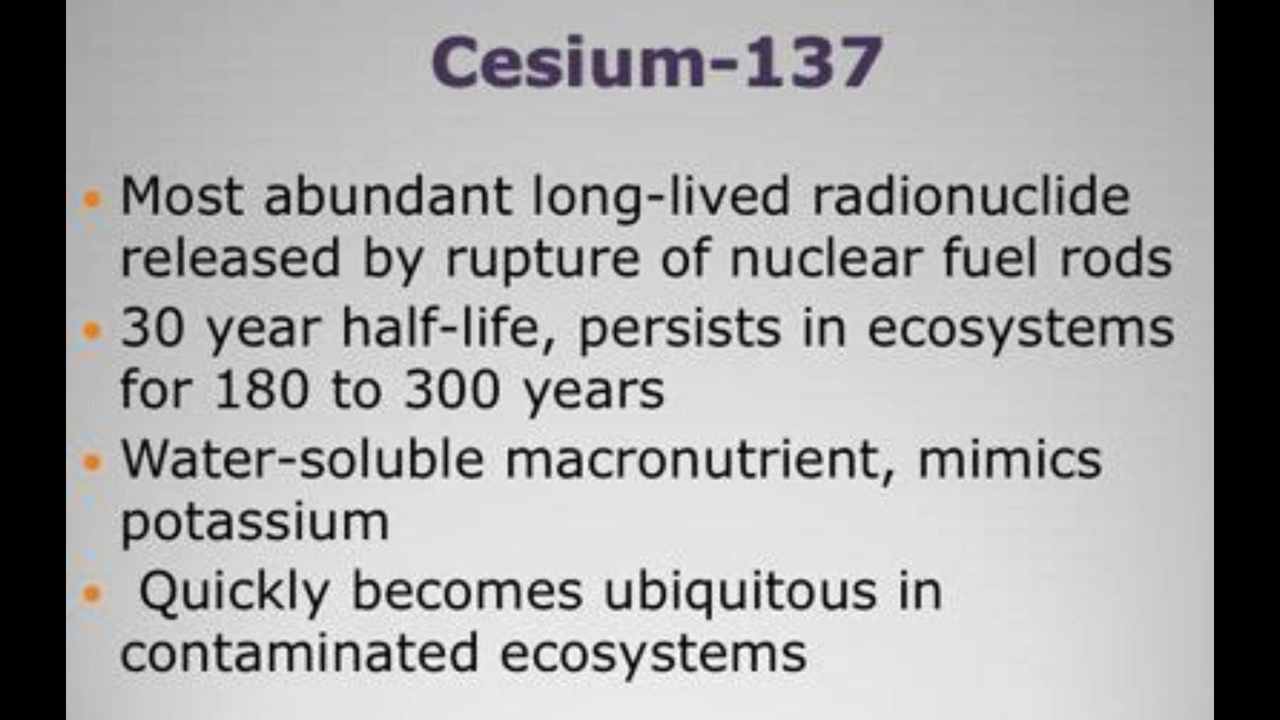 Cesium-137
• Most abundant long-lived radionuclide
released by rupture of nuclear fuel rods
• 30 year half-life, persists in ecosystems
for 180 to 300 years
• Water-soluble macronutrient, mimics
potassium
• Quickly becomes ubiquitous in
contaminated ecosystems